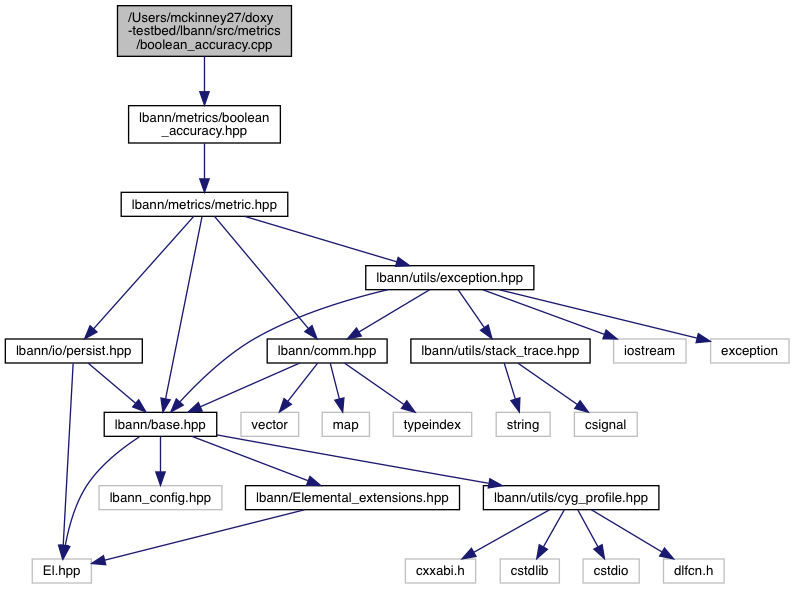 /Users/mckinney27/doxy
-testbed/lbann/src/metrics
/boolean_accuracy.cpp
lbann/metrics/boolean
_accuracy.hpp
lbann/metrics/metric.hpp
lbann/utils/exception.hpp
lbann/io/persist.hpp
lbann/comm.hpp
lbann/utils/stack_trace.hpp
iostream
exception
lbann/base.hpp
vector
map
typeindex
string
csignal
lbann_config.hpp
lbann/Elemental_extensions.hpp
lbann/utils/cyg_profile.hpp
El.hpp
cxxabi.h
cstdlib
cstdio
dlfcn.h